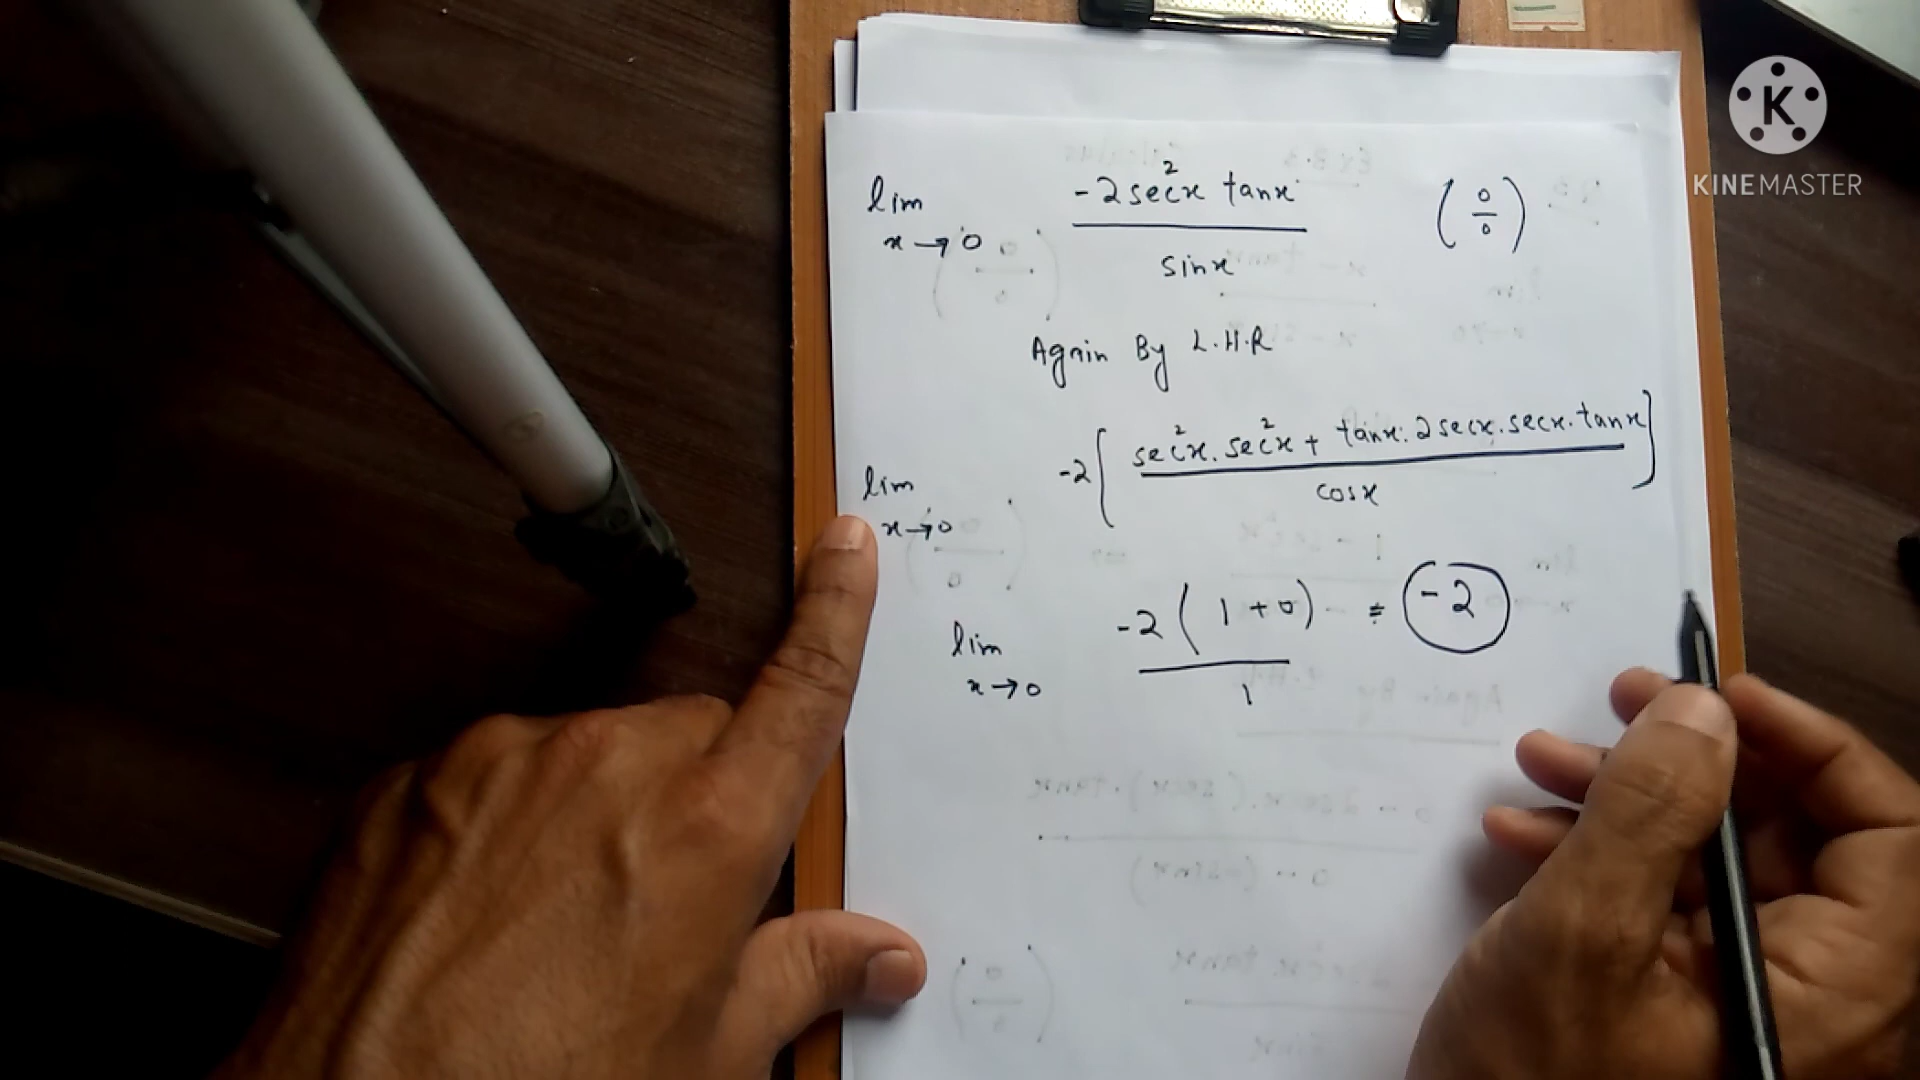 lim x→0 -2sec²x tanx / sinx (0/0)
KINEMASTER
Again By L.H.R
lim x→0 -2[sec²x.sec²x + tanx.2secx.secx.tanx / cosx]
lim x→0 -2(1+0) / 1 = -2